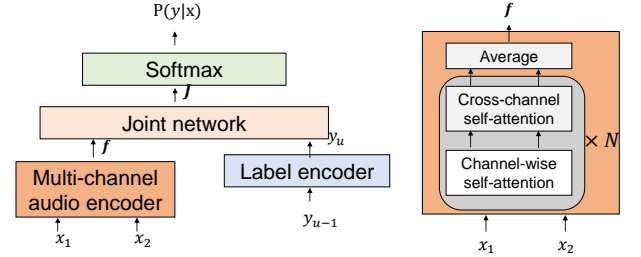 P(y|x)
Softmax
J
Joint network
f
y_u
Multi-channel
audio encoder
Label encoder
x_1
x_2
y_{u-1}
f
Average
Cross-channel
self-attention
× N
Channel-wise
self-attention
x_1
x_2